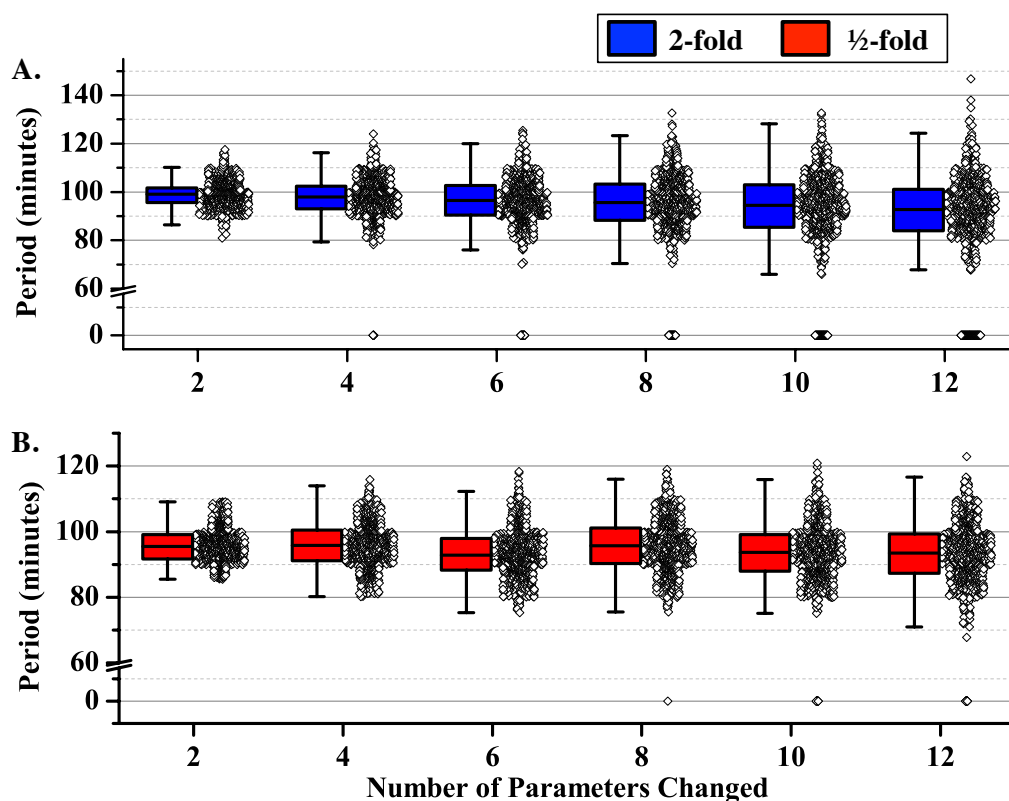 2-fold ½-fold
A.
Period (minutes)
140
120
100
80
60
0
2 4 6 8 10 12
B.
Period (minutes)
120
100
80
60
0
2 4 6 8 10 12
Number of Parameters Changed